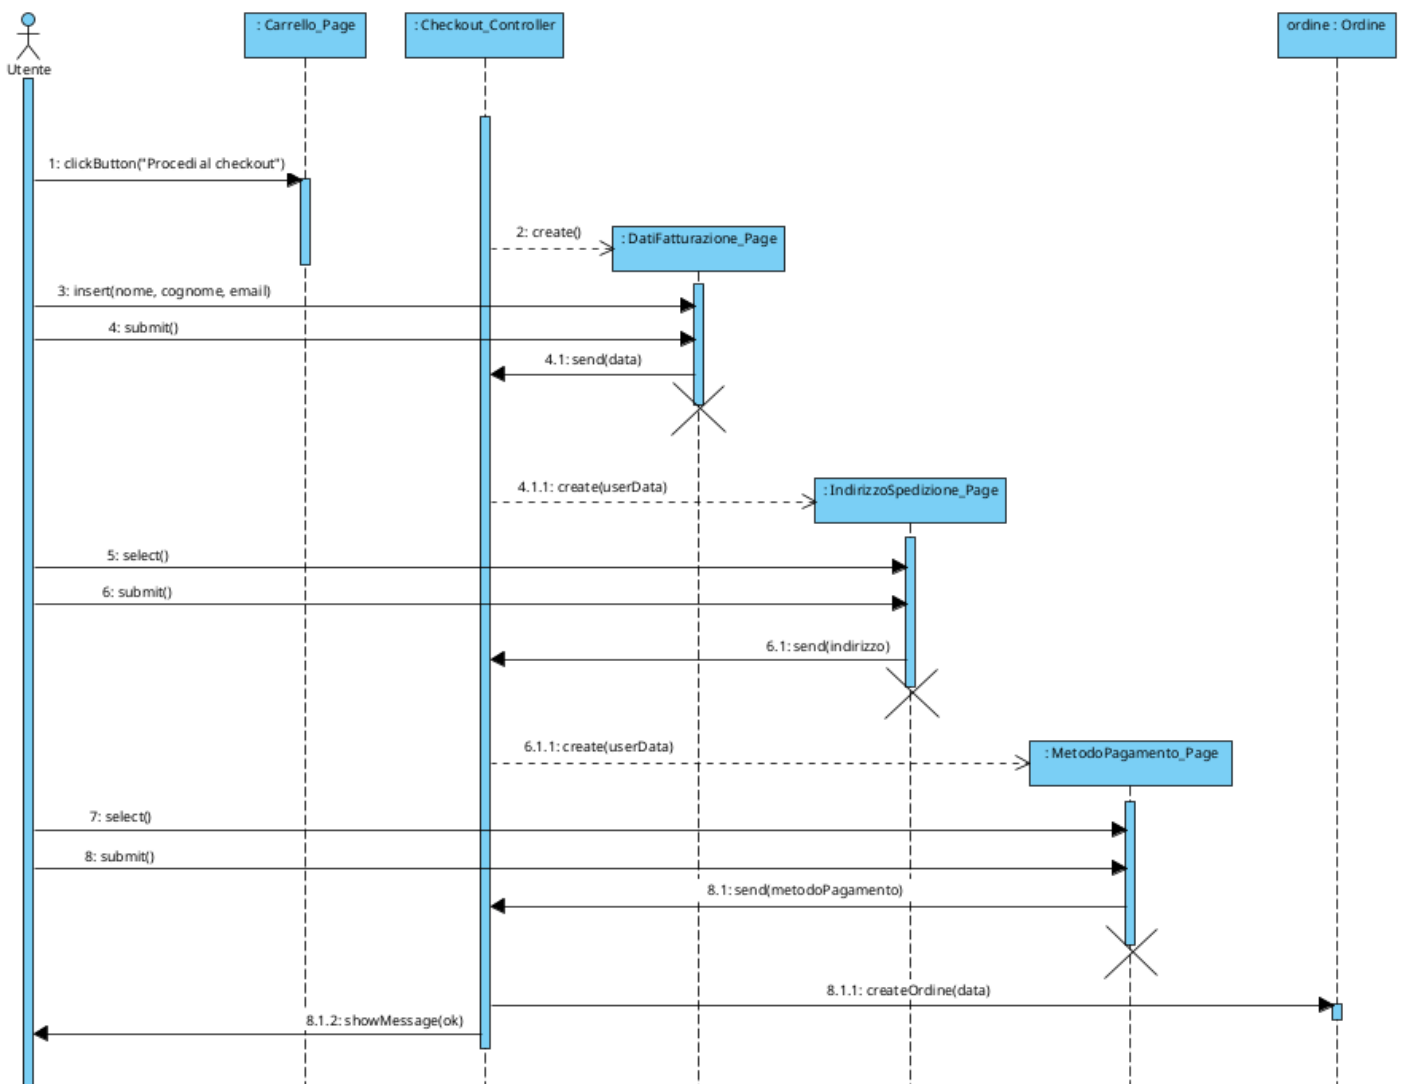 : Carrello_Page
: Checkout_Controller
ordine : Ordine
Utente
1: clickButton("Procedi al checkout")
2: create()
: DatiFatturazione_Page
3: insert(nome, cognome, email)
4: submit()
4.1: send(data)
4.1.1: create(userData)
: IndirizzoSpedizione_Page
5: select()
6: submit()
6.1: send(indirizzo)
6.1.1: create(userData)
: MetodoPagamento_Page
7: select()
8: submit()
8.1: send(metodoPagamento)
8.1.1: createOrdine(data)
8.1.2: showMessage(ok)